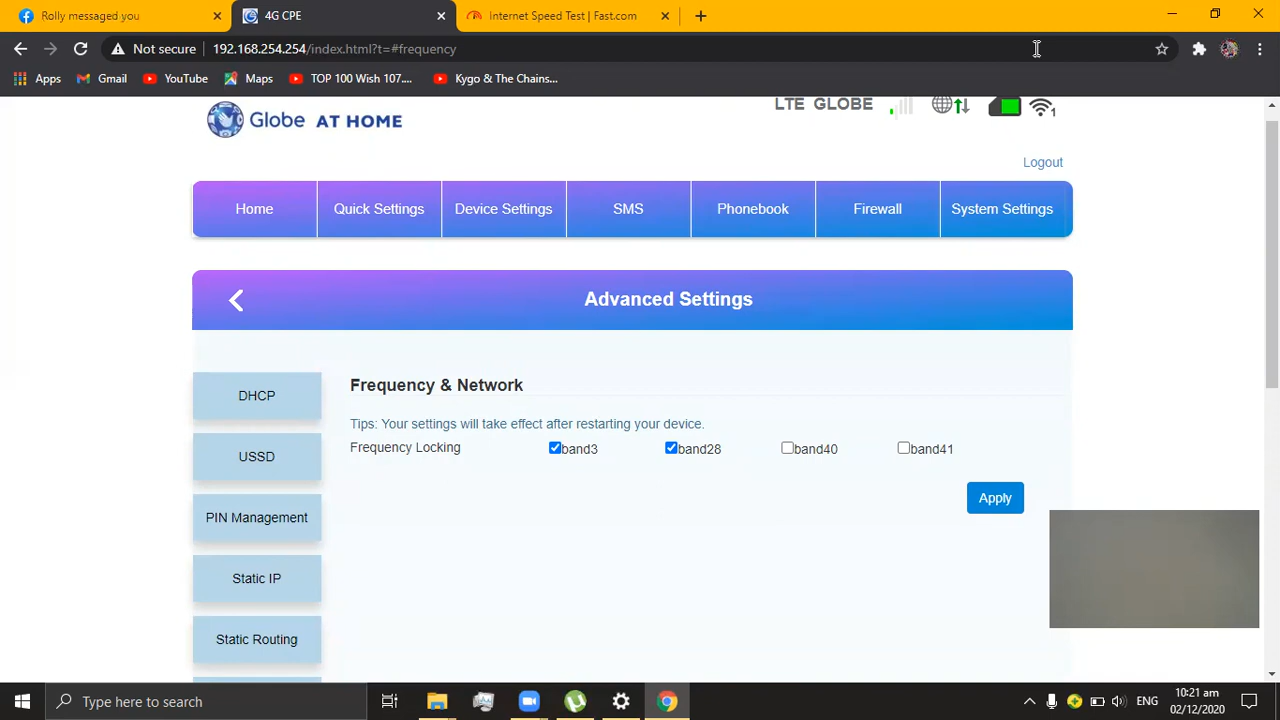 Rolly messaged you
4G CPE
Internet Speed Test | Fast.com
Not secure 192.168.254.254/index.html?t=#frequency
Apps
Gmail
YouTube
Maps
TOP 100 Wish 107....
Kygo & The Chains...
Globe AT HOME
LTE GLOBE
1
Logout
Home
Quick Settings
Device Settings
SMS
Phonebook
Firewall
System Settings
Advanced Settings
DHCP
USSD
PIN Management
Static IP
Static Routing
Frequency & Network
Tips: Your settings will take effect after restarting your device.
Frequency Locking band3 band28 band40 band41
Apply
Type here to search
ENG
10:21 am
02/12/2020